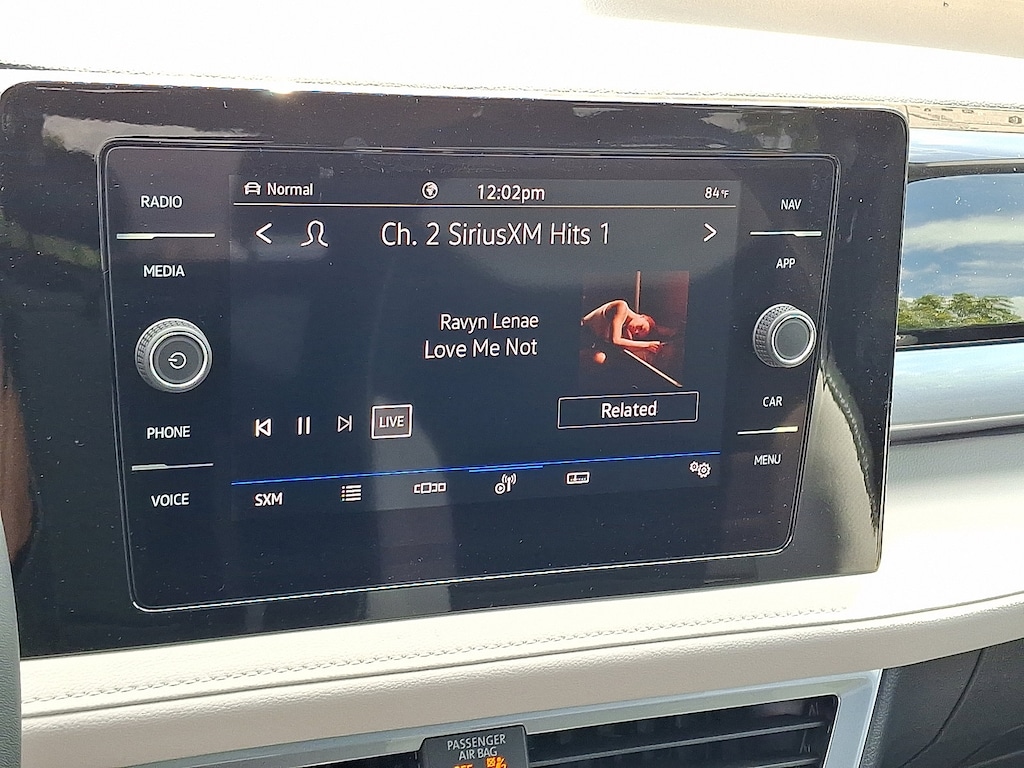 RADIO
MEDIA
PHONE
VOICE
Normal
12:02pm
84°F
Ch. 2 SiriusXM Hits 1
Ravyn Lenae
Love Me Not
Related
LIVE
SXM
NAV
APP
CAR
MENU
PASSENGER
AIR BAG
OFF